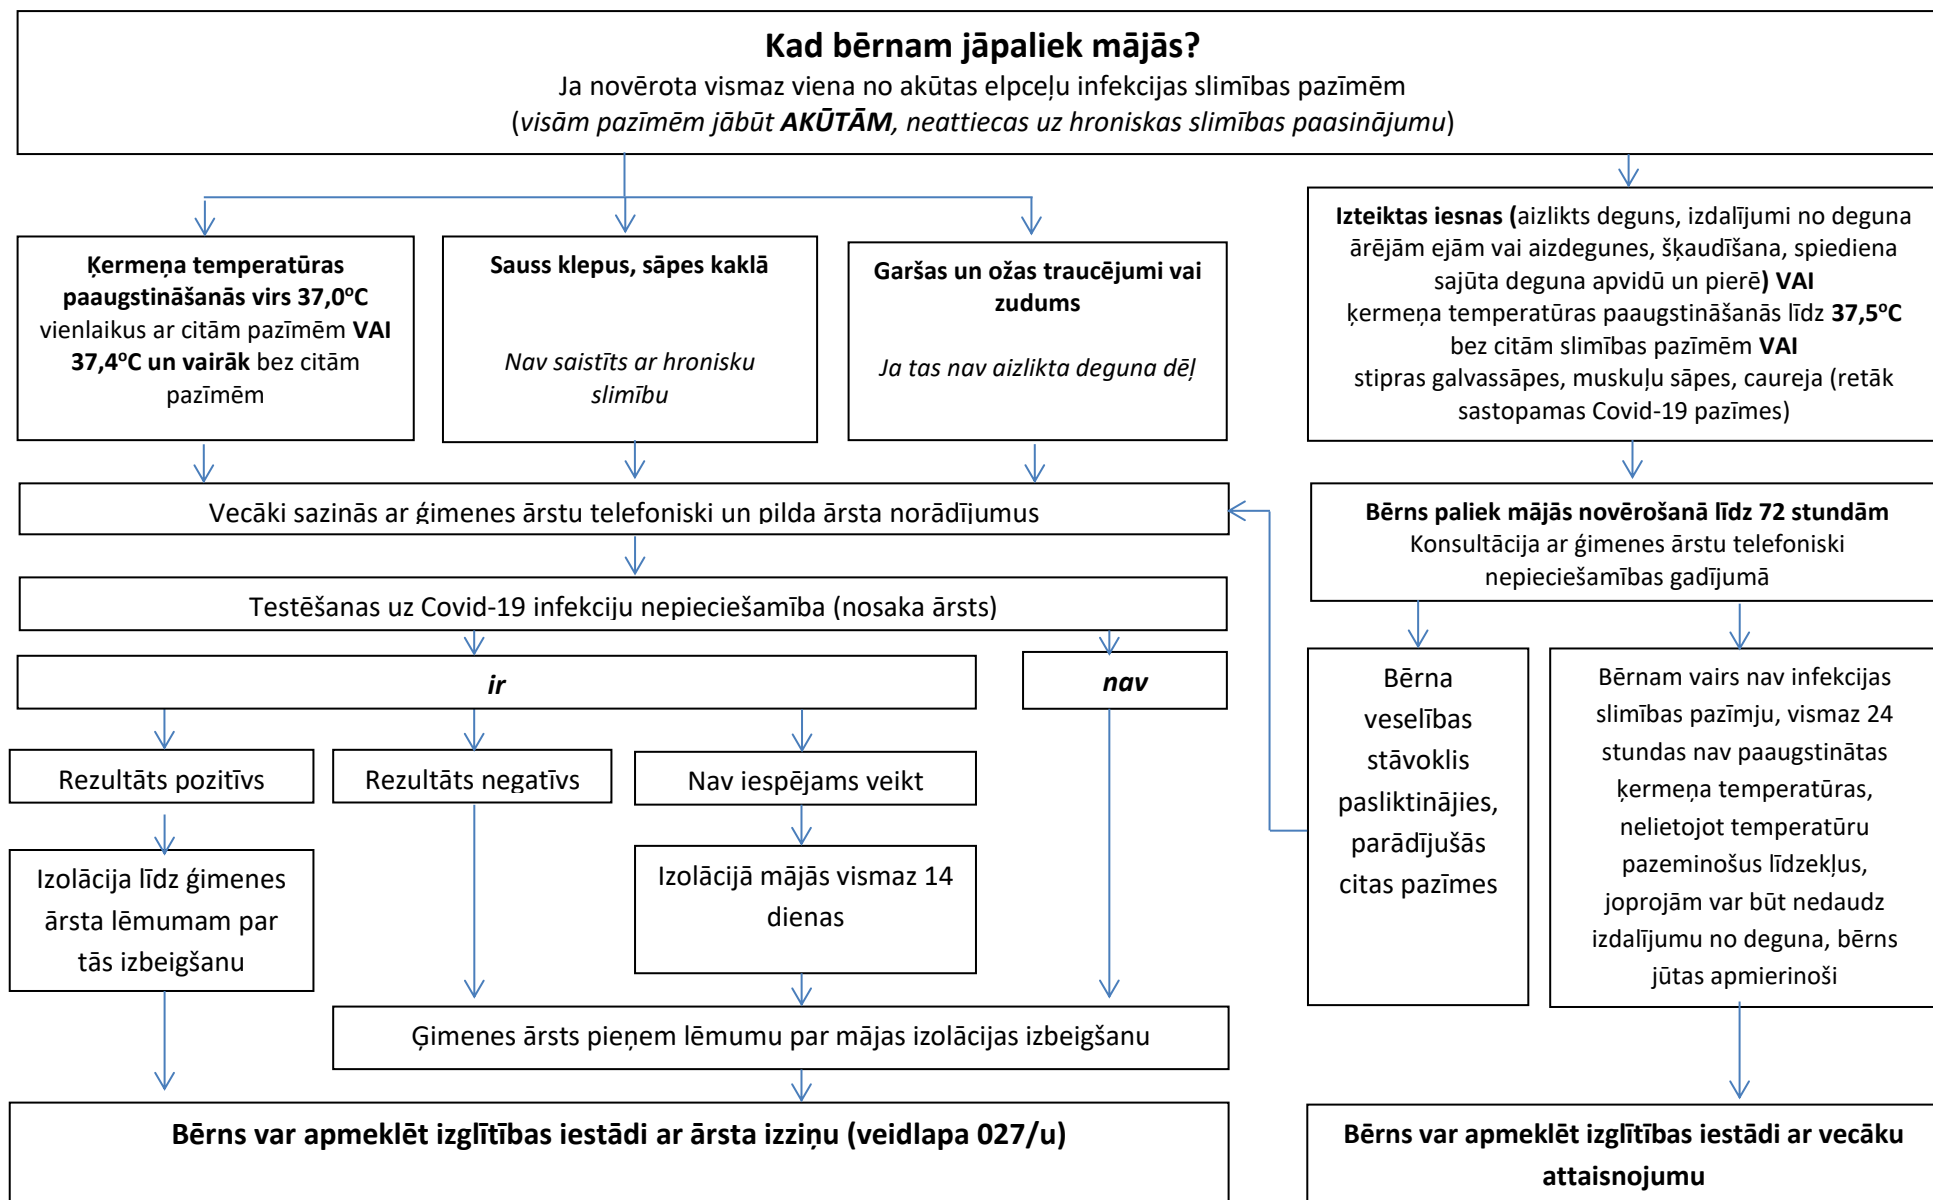 Kad bērnam jāpaliek mājās?
Ja novērota vismaz viena no akūtas elpceļu infekcijas slimības pazīmēm
(visām pazīmēm jābūt AKŪTĀM, neattiecas uz hroniskas slimības paasinājumu)
Ķermeņa temperatūras
paaugstināšanās virs 37,0°C
vienlaikus ar citām pazīmēm VAI
37,4°C un vairāk bez citām
pazīmēm
Sauss klepus, sāpes kaklā
Nav saistīts ar hronisku
slimību
Garšas un ožas traucējumi vai
zudums
Ja tas nav aizlikta deguna dēļ
Izteiktas iesnas (aizlikts deguns, izdalījumi no deguna
ārējām ejām vai aizdegunes, šķaudīšana, spiediena
sajūta deguna apvidū un pierē) VAI
ķermeņa temperatūras paaugstināšanās līdz 37,5°C
bez citām slimības pazīmēm VAI
stipras galvassāpes, muskuļu sāpes, caureja (retāk
sastopamas Covid-19 pazīmes)
Vecāki sazinās ar ģimenes ārstu telefoniski un pilda ārsta norādījumus
Bērns paliek mājās novērošanā līdz 72 stundām
Konsultācija ar ģimenes ārstu telefoniski
nepieciešamības gadījumā
Testēšanas uz Covid-19 infekciju nepieciešamība (nosaka ārsts)
ir
nav
Rezultāts pozitīvs
Rezultāts negatīvs
Nav iespējams veikt
Izolācija līdz ģimenes
ārsta lēmumam par
tās izbeigšanu
Izolācijā mājās vismaz 14
dienas
Bērna
veselības
stāvoklis
pasliktinājies,
parādījušās
citas pazīmes
Bērnam vairs nav infekcijas
slimības pazīmju, vismaz 24
stundas nav paaugstinātas
ķermeņa temperatūras,
nelietojot temperatūru
pazeminošus līdzekļus,
joprojām var būt nedaudz
izdalījumu no deguna, bērns
jūtas apmierinoši
Ģimenes ārsts pieņem lēmumu par mājas izolācijas izbeigšanu
Bērns var apmeklēt izglītības iestādi ar ārsta izziņu (veidlapa 027/u)
Bērns var apmeklēt izglītības iestādi ar vecāku
attaisnojumu